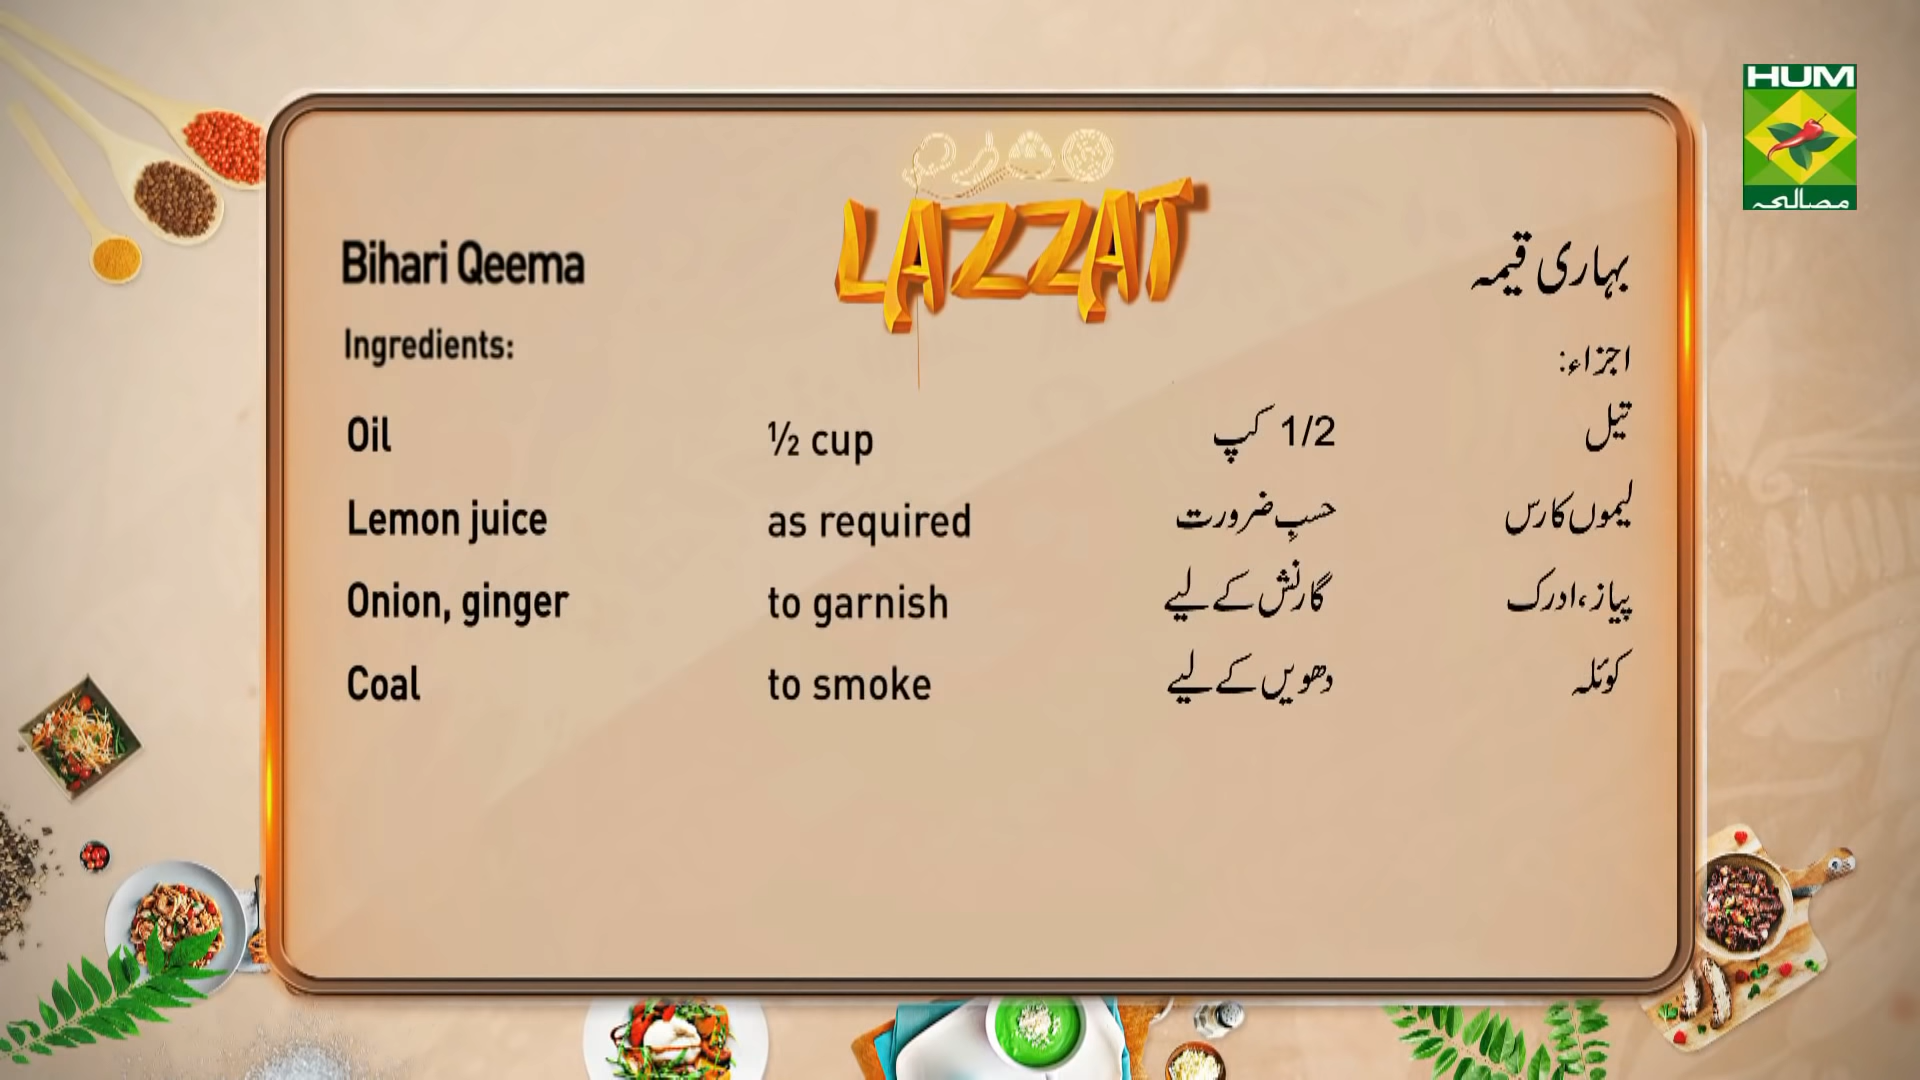 HUM
مصالحہ
LAZZAT
Bihari Qeema بہاری قیمہ
Ingredients: اجزاء:
Oil ½ cup 1/2 کپ تیل
Lemon juice as required حسبِ ضرورت لیموں کا رس
Onion, ginger to garnish گارنش کے لیے پیاز، ادرک
Coal to smoke دھویں کے لیے کوئلہ